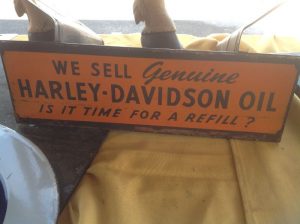 WE SELL Genuine
HARLEY-DAVIDSON OIL
IS IT TIME FOR A REFILL?